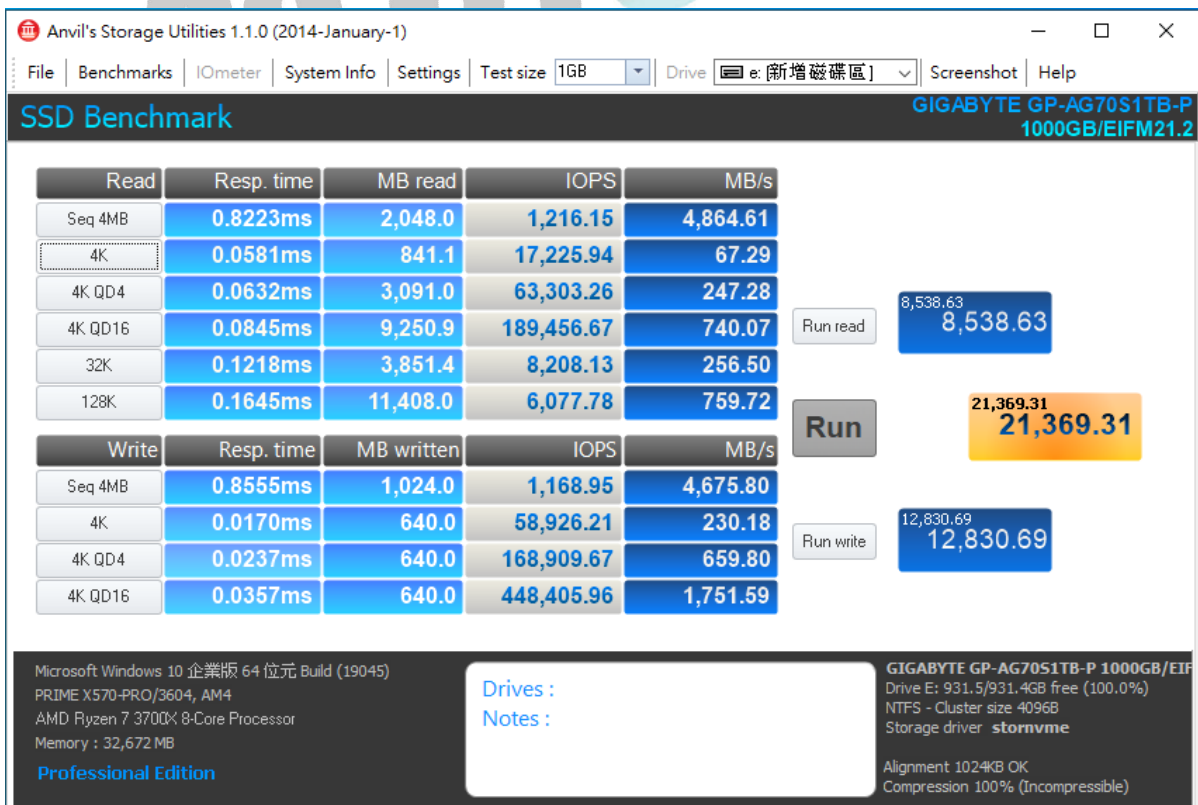 Anvil's Storage Utilities 1.1.0 (2014-January-1)
File Benchmarks IOmeter System Info Settings Test size 1GB Drive e: [新增磁碟區] Screenshot Help
SSD Benchmark
GIGABYTE GP-AG70S1TB-P
1000GB/EIFM21.2
Read Resp. time MB read IOPS MB/s
Seq 4MB 0.8223ms 2,048.0 1,216.15 4,864.61
4K 0.0581ms 841.1 17,225.94 67.29
4K QD4 0.0632ms 3,091.0 63,303.26 247.28
4K QD16 0.0845ms 9,250.9 189,456.67 740.07
32K 0.1218ms 3,851.4 8,208.13 256.50
128K 0.1645ms 11,408.0 6,077.78 759.72
Run read
8,538.63
8,538.63
Run
21,369.31
21,369.31
Write Resp. time MB written IOPS MB/s
Seq 4MB 0.8555ms 1,024.0 1,168.95 4,675.80
4K 0.0170ms 640.0 58,926.21 230.18
4K QD4 0.0237ms 640.0 168,909.67 659.80
4K QD16 0.0357ms 640.0 448,405.96 1,751.59
Run write
12,830.69
12,830.69
Microsoft Windows 10 企業版 64 位元 Build (19045)
PRIME X570-PRO/3604, AM4
AMD Ryzen 7 3700X 8-Core Processor
Memory : 32,672 MB
Professional Edition
Drives :
Notes :
GIGABYTE GP-AG70S1TB-P 1000GB/EIF
Drive E: 931.5/931.4GB free (100.0%)
NTFS - Cluster size 4096B
Storage driver stornvme
Alignment 1024KB OK
Compression 100% (Incompressible)